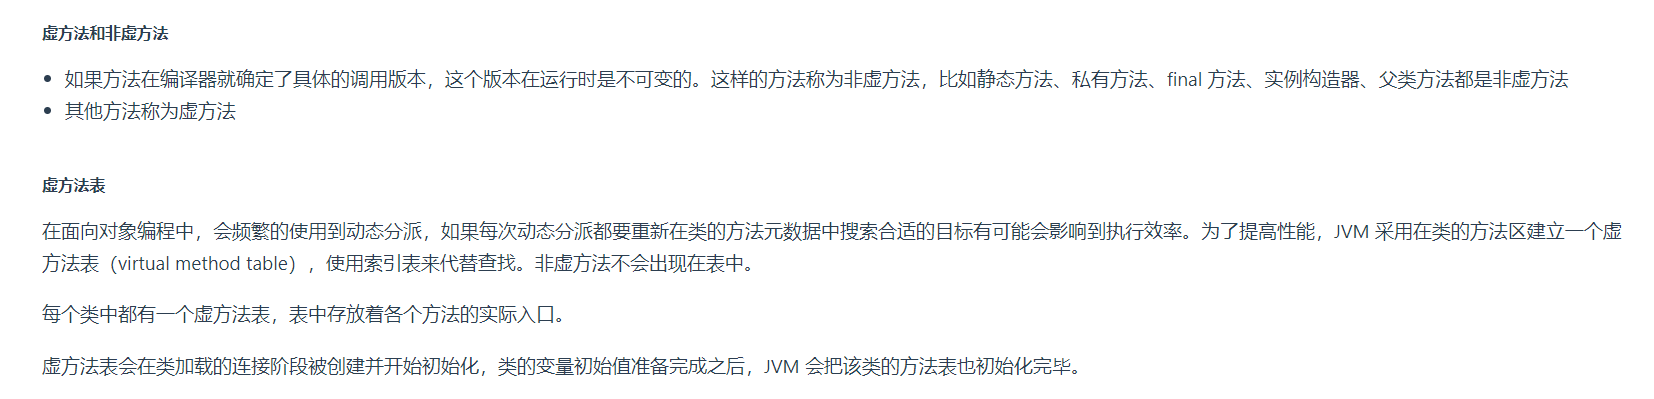 虚方法和非虚方法
• 如果方法在编译器就确定了具体的调用版本，这个版本在运行时是不可变的。这样的方法称为非虚方法，比如静态方法、私有方法、final 方法、实例构造器、父类方法都是非虚方法
• 其他方法称为虚方法
虚方法表
在面向对象编程中，会频繁的使用到动态分派，如果每次动态分派都要重新在类的方法元数据中搜索合适的目标有可能会影响到执行效率。为了提高性能，JVM 采用在类的方法区建立一个虚
方法表（virtual method table），使用索引表来代替查找。非虚方法不会出现在表中。
每个类中都有一个虚方法表，表中存放着各个方法的实际入口。
虚方法表会在类加载的连接阶段被创建并开始初始化，类的变量初始值准备完成之后，JVM 会把该类的方法表也初始化完毕。